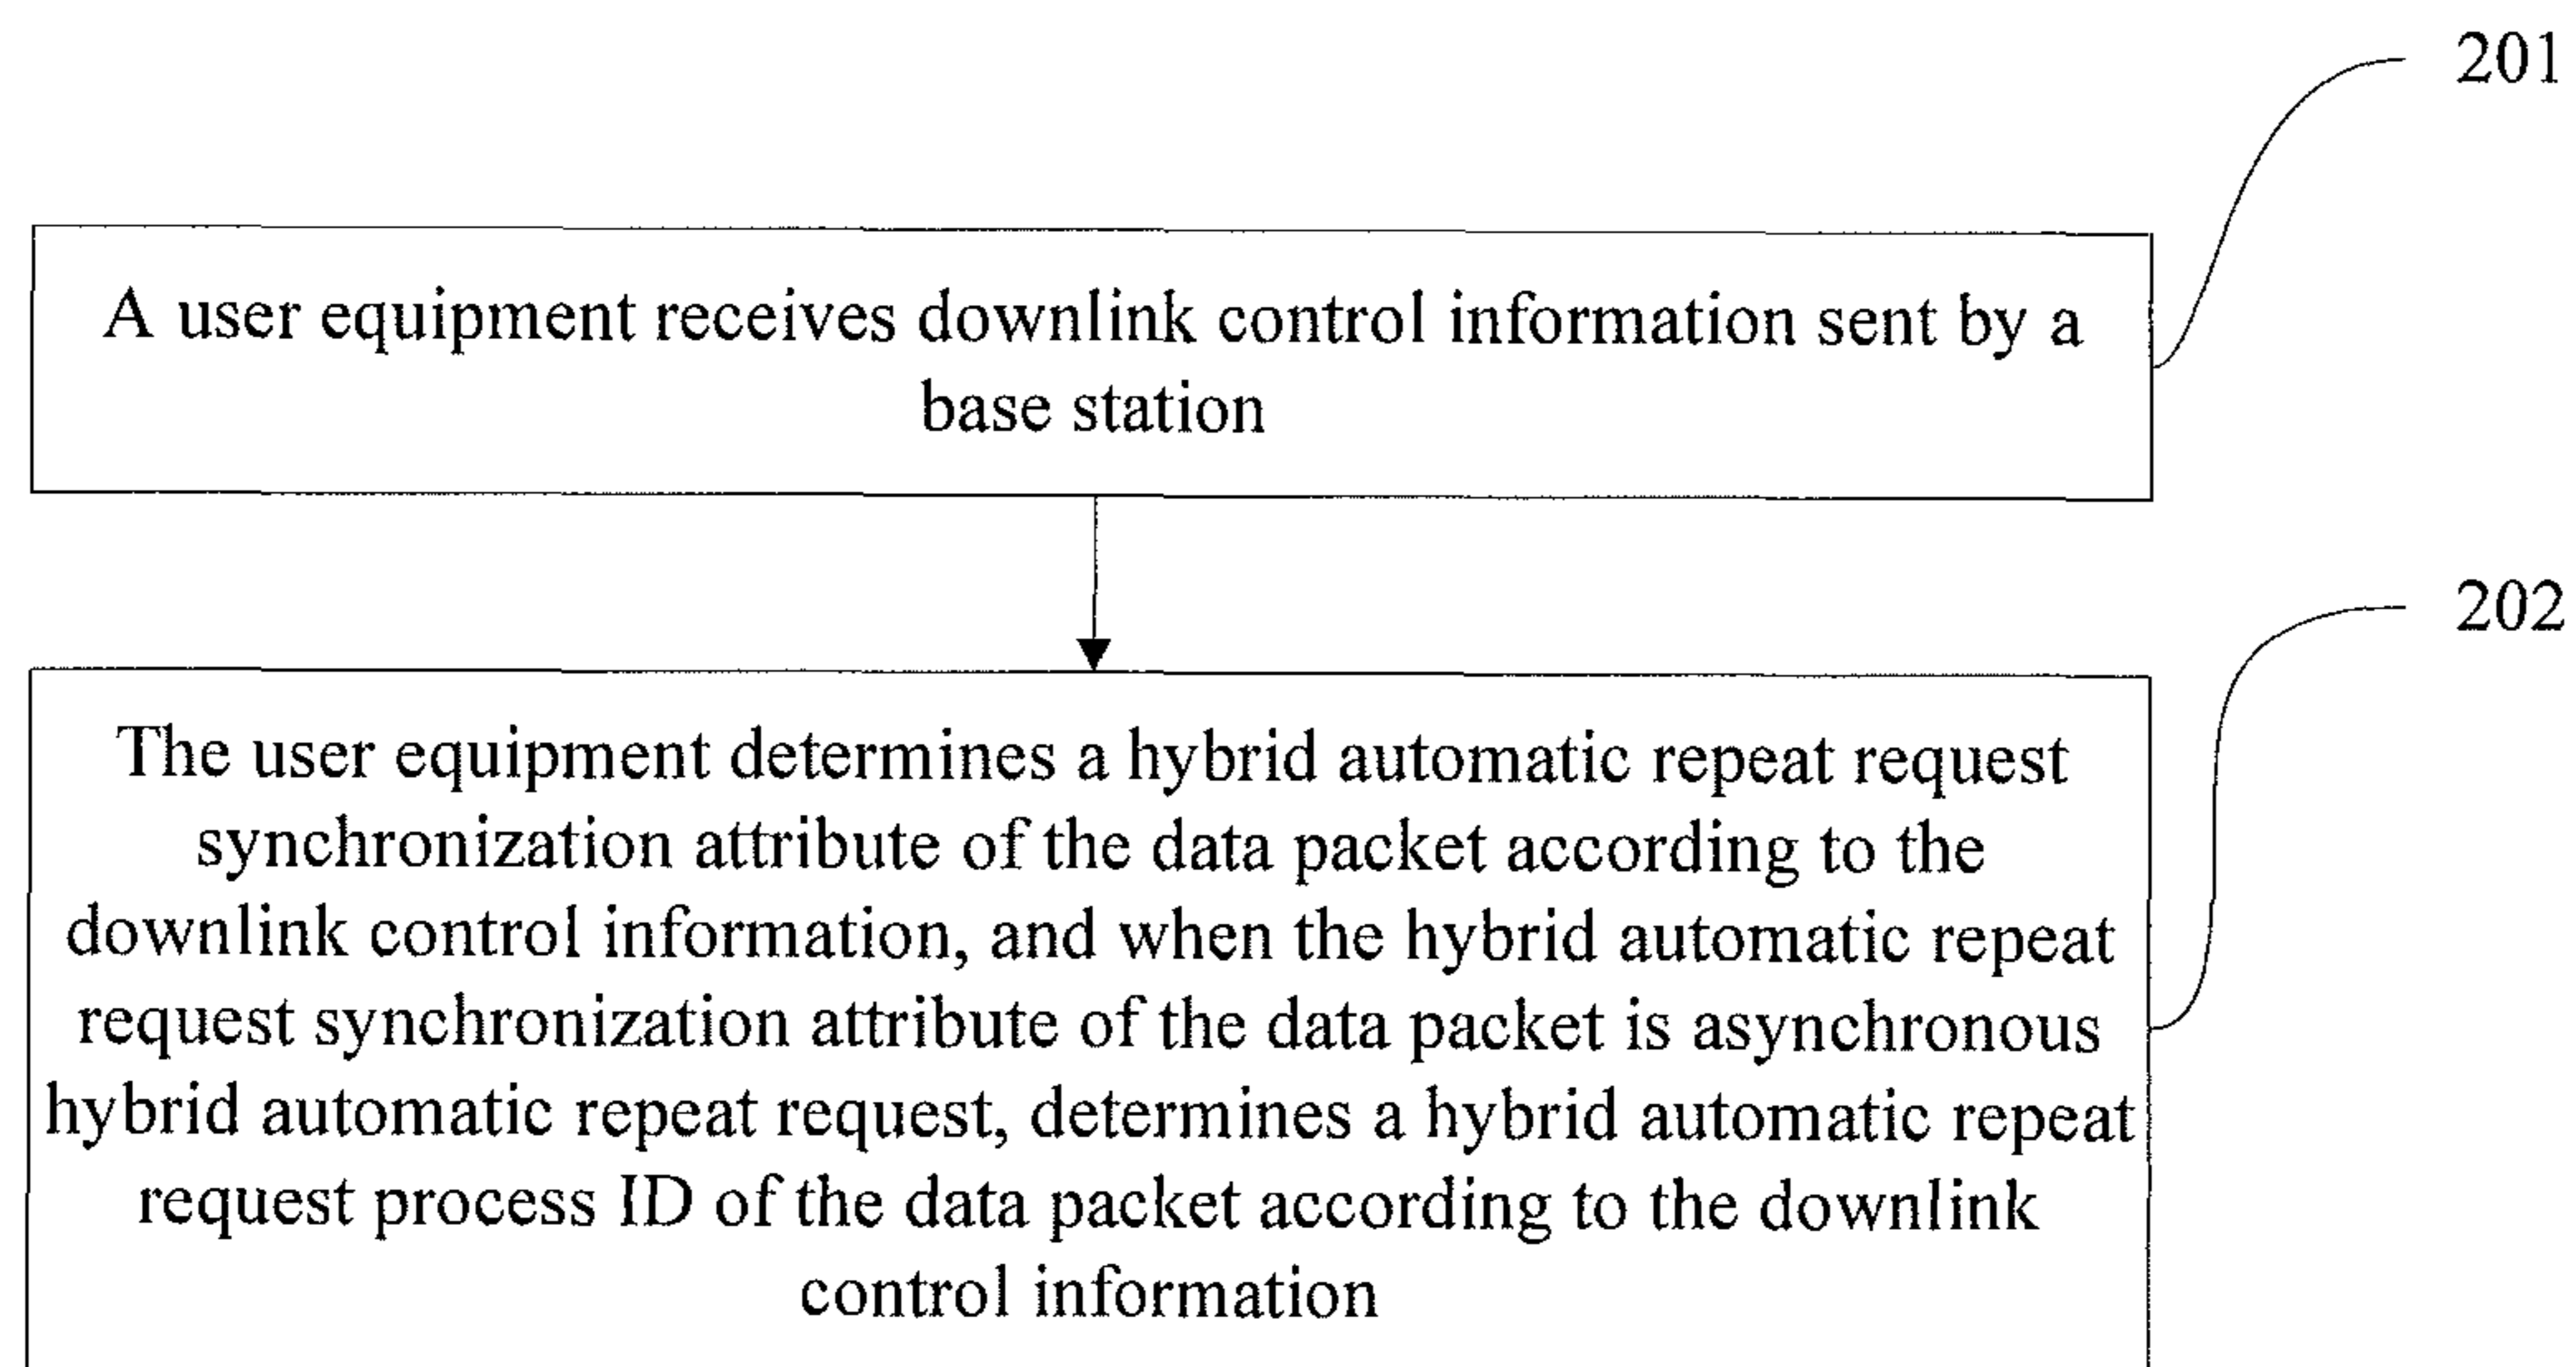 201
A user equipment receives downlink control information sent by a
base station
202
The user equipment determines a hybrid automatic repeat request
synchronization attribute of the data packet according to the
downlink control information, and when the hybrid automatic repeat
request synchronization attribute of the data packet is asynchronous
hybrid automatic repeat request, determines a hybrid automatic repeat
request process ID of the data packet according to the downlink
control information